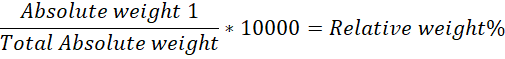 Absolute weight 1
Total Absolute weight * 10000 = Relative weight%